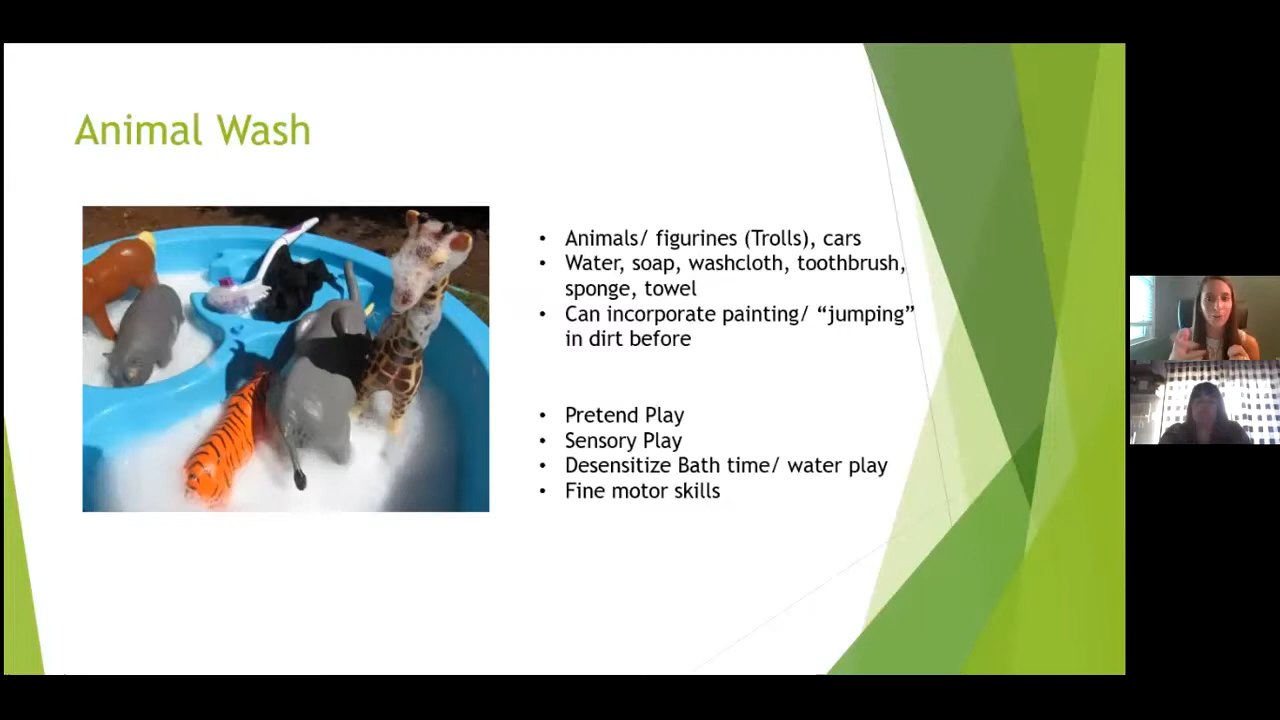 Animal Wash
Animals/ figurines (Trolls), cars
Water, soap, washcloth, toothbrush,
sponge, towel
Can incorporate painting/ “jumping”
in dirt before
Pretend Play
Sensory Play
Desensitize Bath time/ water play
Fine motor skills